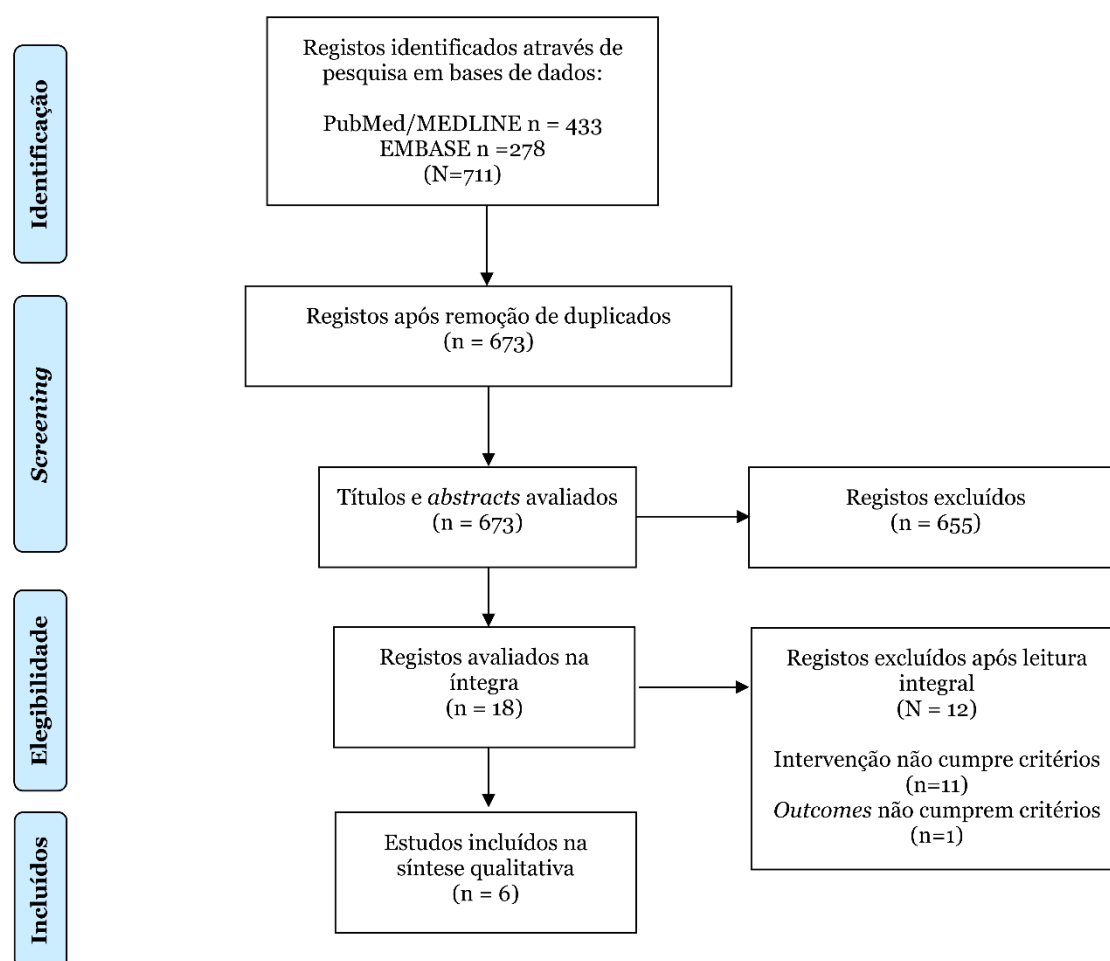 Identificação
Registos identificados através de
pesquisa em bases de dados:
PubMed/MEDLINE n = 433
EMBASE n =278
(N=711)
Screening
Registos após remoção de duplicados
(n = 673)
Títulos e abstracts avaliados
(n = 673)
Registos excluídos
(n = 655)
Elegibilidade
Registos avaliados na
íntegra
(n = 18)
Registos excluídos após leitura
integral
(N = 12)
Intervenção não cumpre critérios
(n=11)
Outcomes não cumprem critérios
(n=1)
Incluídos
Estudos incluídos na
síntese qualitativa
(n = 6)